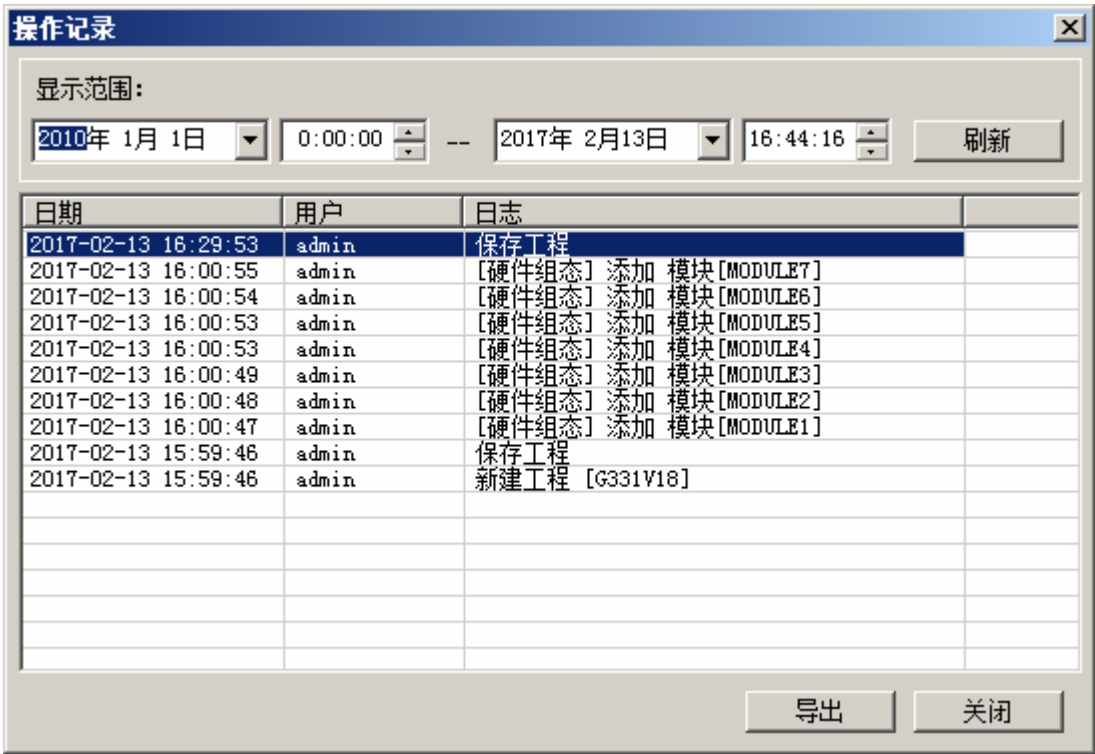 操作记录
显示范围:
2010年 1月 1日 0:00:00 -- 2017年 2月13日 16:44:16 刷新
日期 用户 日志
2017-02-13 16:29:53 admin 保存工程
2017-02-13 16:00:55 admin [硬件组态] 添加 模块[MODULE7]
2017-02-13 16:00:54 admin [硬件组态] 添加 模块[MODULE6]
2017-02-13 16:00:53 admin [硬件组态] 添加 模块[MODULE5]
2017-02-13 16:00:53 admin [硬件组态] 添加 模块[MODULE4]
2017-02-13 16:00:49 admin [硬件组态] 添加 模块[MODULE3]
2017-02-13 16:00:48 admin [硬件组态] 添加 模块[MODULE2]
2017-02-13 16:00:47 admin [硬件组态] 添加 模块[MODULE1]
2017-02-13 15:59:46 admin 保存工程
2017-02-13 15:59:46 admin 新建工程 [G331V18]
导出 关闭